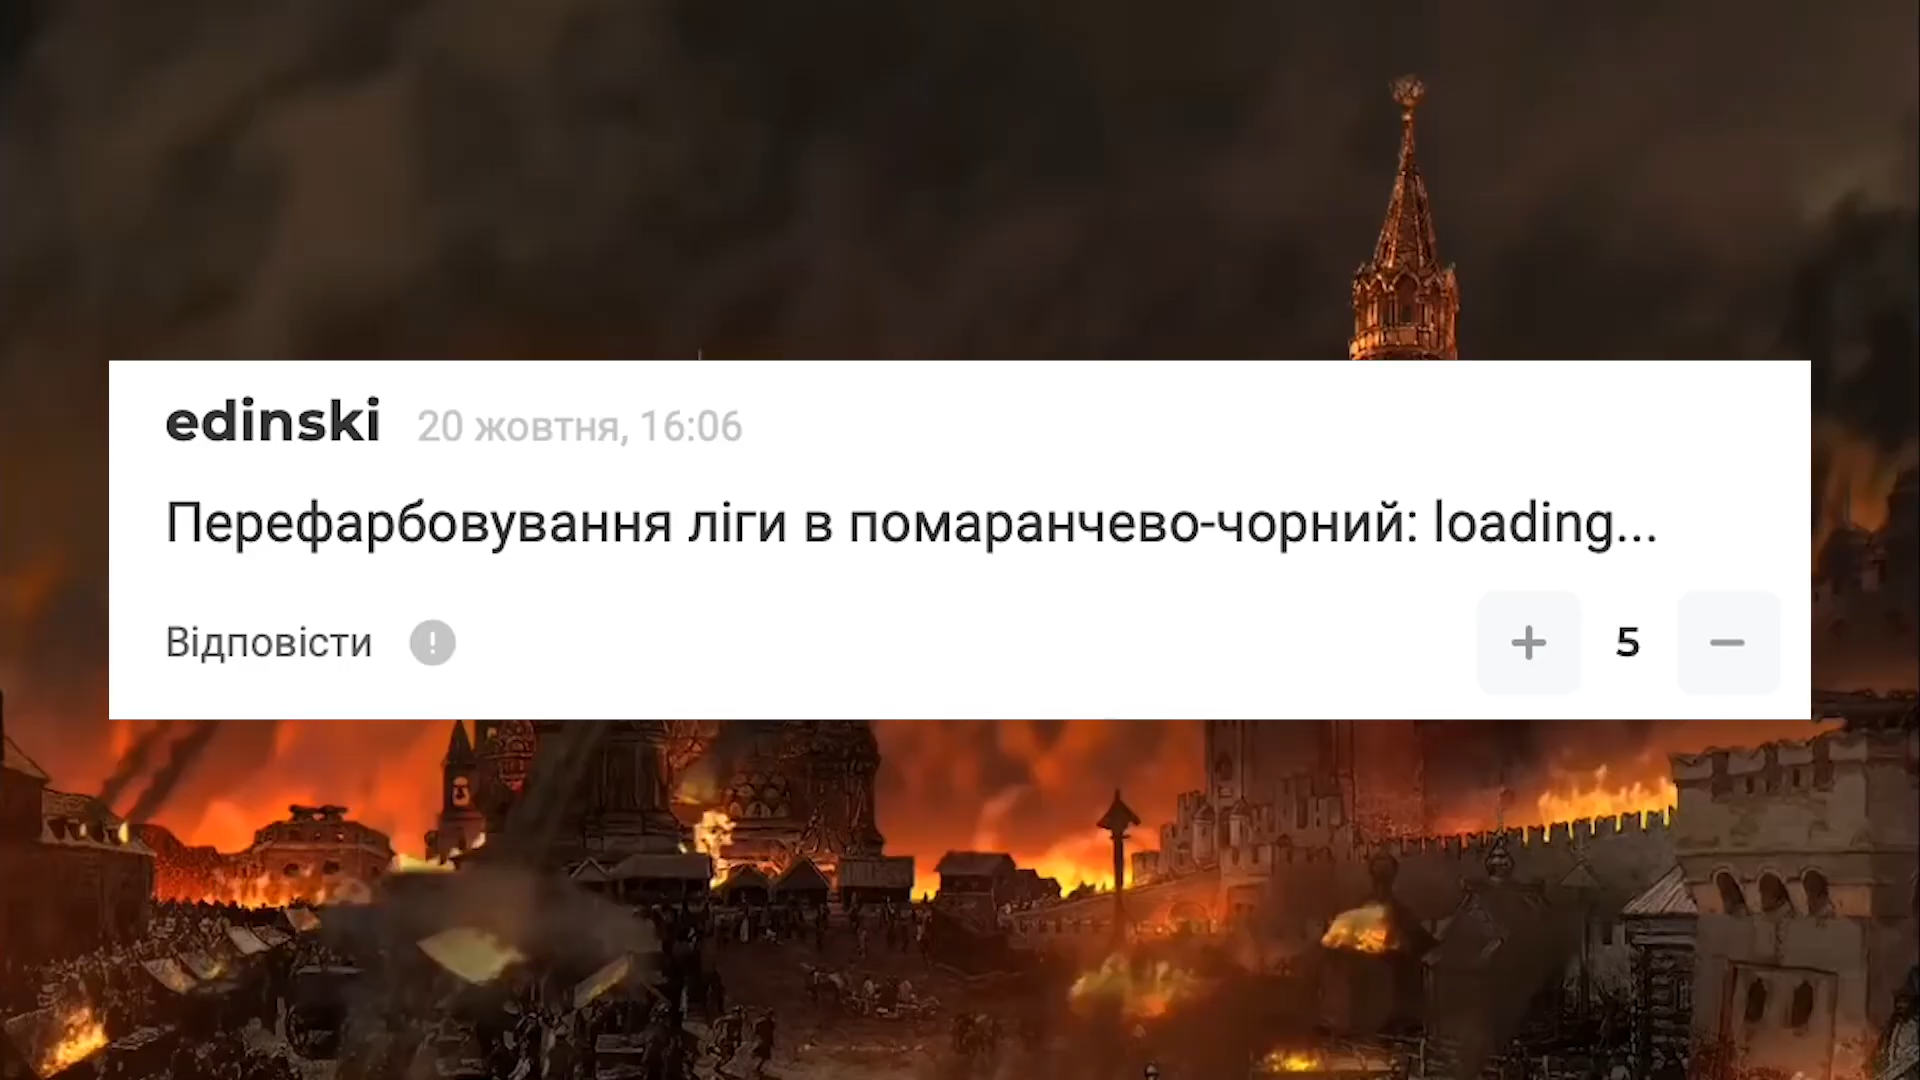 edinski 20 жовтня, 16:06
Перефарбовування ліги в помаранчево-чорний: loading...
Відповісти !
+ 5 −